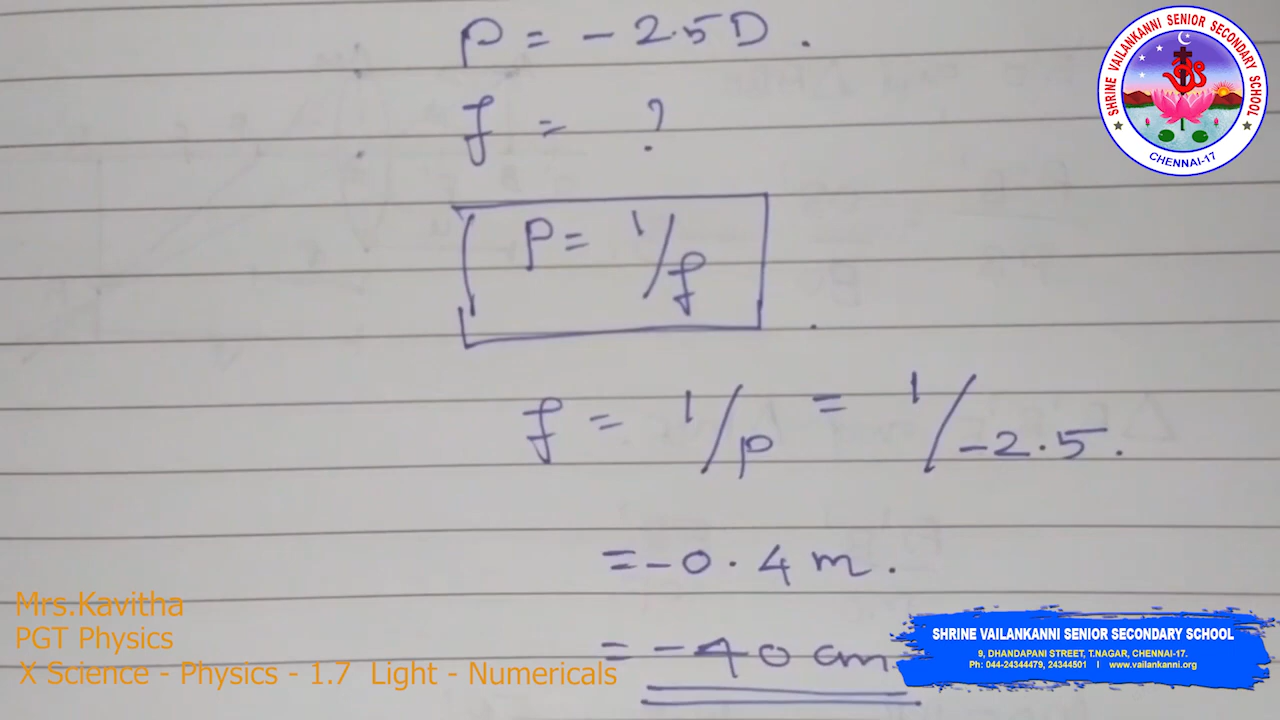 P = - 2.5 D .
f = ?
P = 1/f
f = 1/p = 1/-2.5 .
= - 0.4 m .
= - 40 cm
SHRINE VAILANKANNI SENIOR SECONDARY SCHOOL
CHENNAI-17
Mrs.Kavitha
PGT Physics
X Science - Physics - 1.7 Light - Numericals
SHRINE VAILANKANNI SENIOR SECONDARY SCHOOL
9, DHANDAPANI STREET, T.NAGAR, CHENNAI-17.
Ph: 044-24344479, 24344501 | www.vailankanni.org